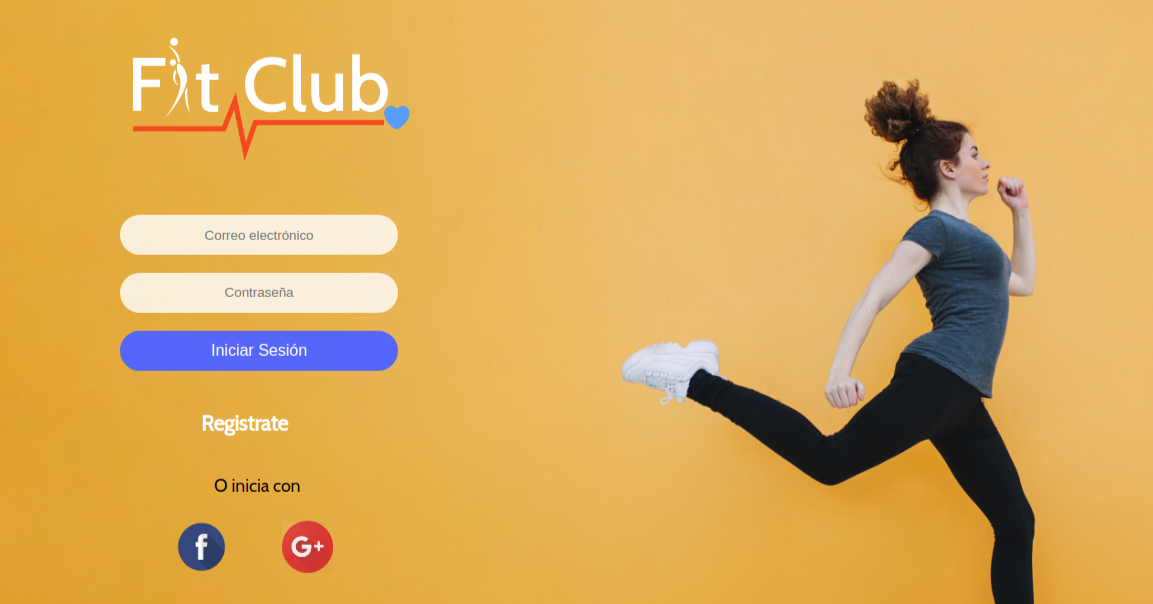 Fit Club
Correo electrónico
Contraseña
Iniciar Sesión
Registrate
O inicia con
f
G+